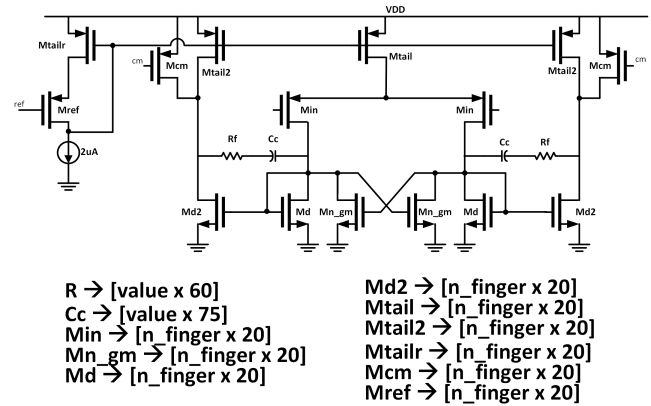 VDD
Mtailr
cm
Mcm
Mtail2
Mtail
Mtail2
Mcm
cm
ref
Mref
Min
Min
2uA
Rf
Cc
Cc
Rf
Md2
Md
Mn_gm
Mn_gm
Md
Md2
R → [value x 60]
Cc → [value x 75]
Min → [n_finger x 20]
Mn_gm → [n_finger x 20]
Md → [n_finger x 20]
Md2 → [n_finger x 20]
Mtail → [n_finger x 20]
Mtail2 → [n_finger x 20]
Mtailr → [n_finger x 20]
Mcm → [n_finger x 20]
Mref → [n_finger x 20]